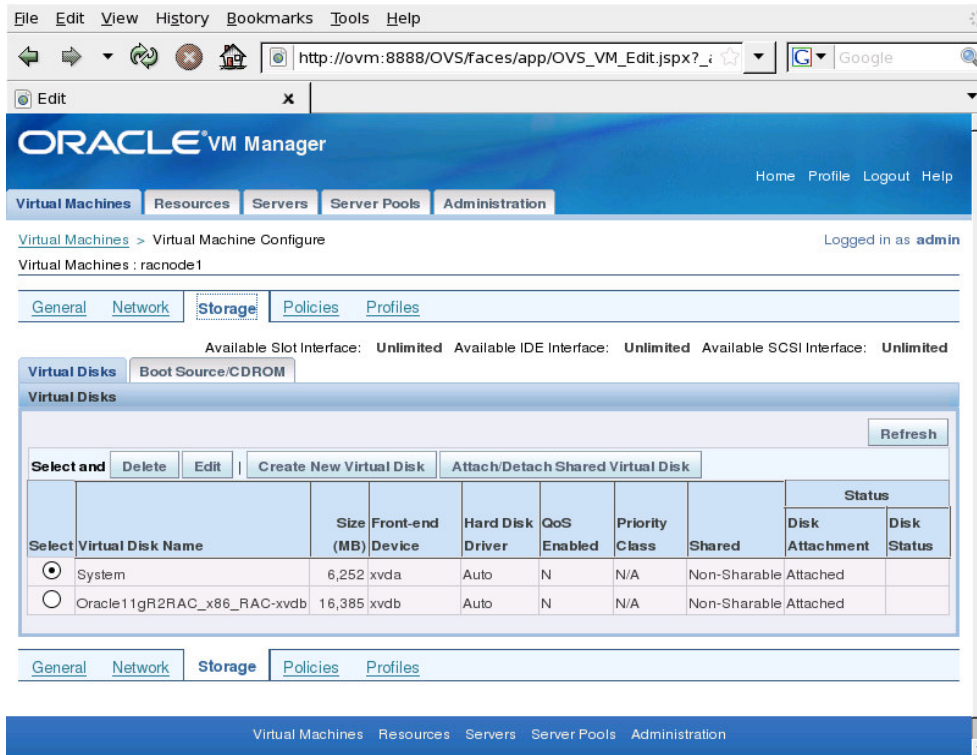 File Edit View History Bookmarks Tools Help
http://ovm:8888/OVS/faces/app/OVS_VM_Edit.jspx?_a G Google
Edit x
ORACLE VM Manager
Home Profile Logout Help
Virtual Machines Resources Servers Server Pools Administration
Virtual Machines > Virtual Machine Configure Logged in as admin
Virtual Machines : racnode1
General Network Storage Policies Profiles
Available Slot Interface: Unlimited Available IDE Interface: Unlimited Available SCSI Interface: Unlimited
Virtual Disks Boot Source/CDROM
Virtual Disks
Refresh
Select and Delete Edit | Create New Virtual Disk Attach/Detach Shared Virtual Disk
Status
Size Front-end Hard Disk QoS Priority Disk Disk
Select Virtual Disk Name (MB) Device Driver Enabled Class Shared Attachment Status
System 6,252 xvda Auto N N/A Non-Sharable Attached
Oracle11gR2RAC_x86_RAC-xvdb 16,385 xvdb Auto N N/A Non-Sharable Attached
General Network Storage Policies Profiles
Virtual Machines Resources Servers Server Pools Administration